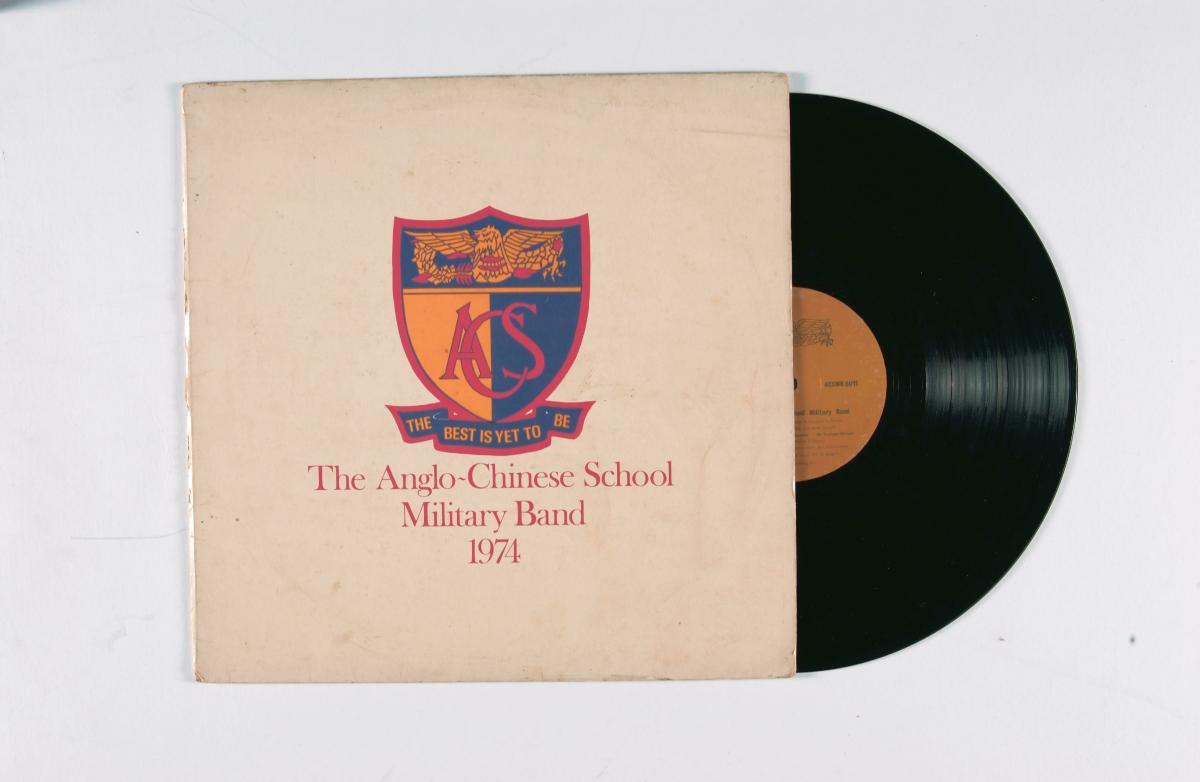 ACS
THE BEST IS YET TO BE
The Anglo~Chinese School
Military Band
1974
Military Band